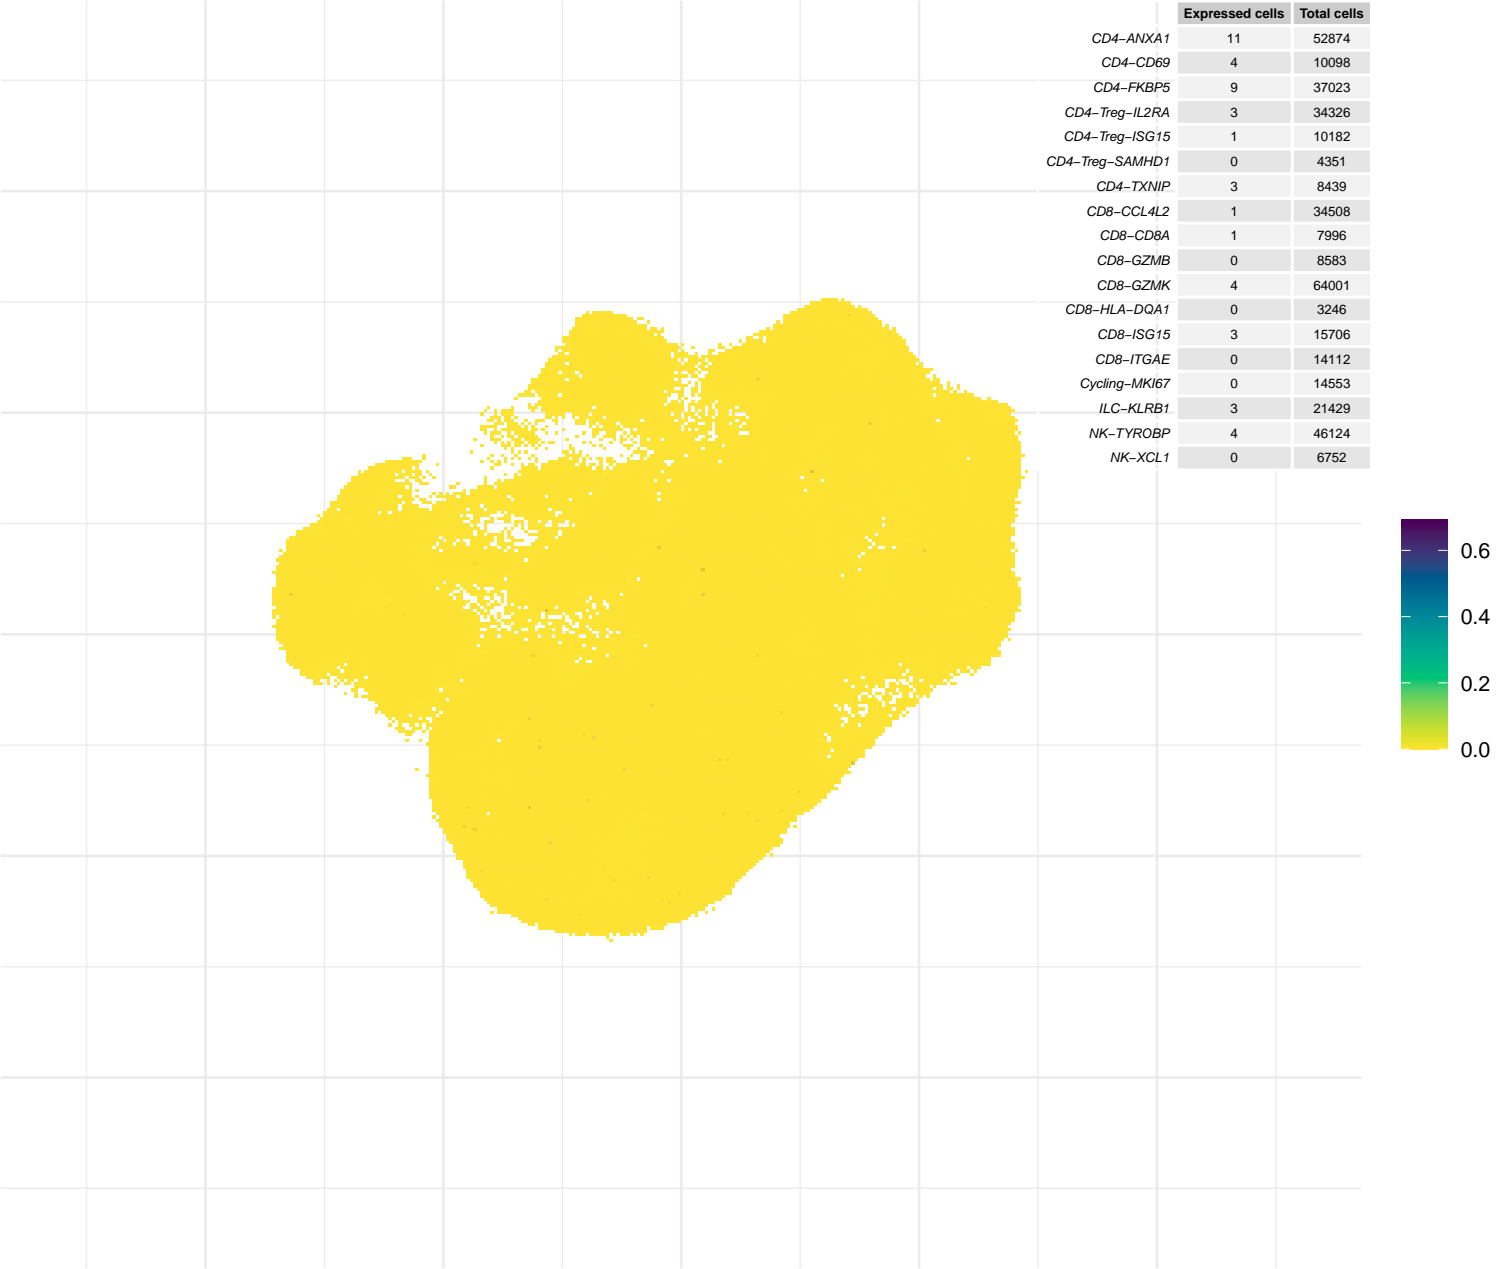 Expressed cells Total cells
CD4−ANXA1 11 52874
CD4−CD69 4 10098
CD4−FKBP5 9 37023
CD4−Treg−IL2RA 3 34326
CD4−Treg−ISG15 1 10182
CD4−Treg−SAMHD1 0 4351
CD4−TXNIP 3 8439
CD8−CCL4L2 1 34508
CD8−CD8A 1 7996
CD8−GZMB 0 8583
CD8−GZMK 4 64001
CD8−HLA−DQA1 0 3246
CD8−ISG15 3 15706
CD8−ITGAE 0 14112
Cycling−MKI67 0 14553
ILC−KLRB1 3 21429
NK−TYROBP 4 46124
NK−XCL1 0 6752
0.6
0.4
0.2
0.0